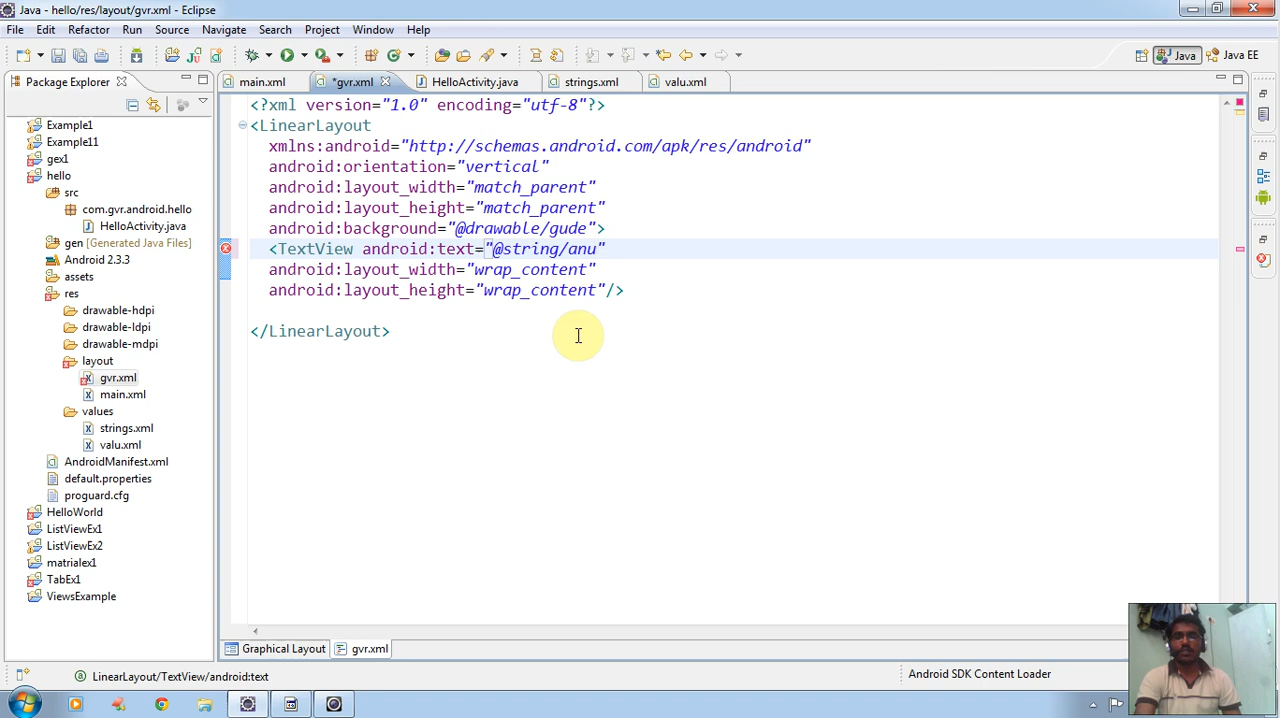 Java - hello/res/layout/gvr.xml - Eclipse
File Edit Refactor Run Source Navigate Search Project Window Help
Java Java EE
Package Explorer
main.xml *gvr.xml HelloActivity.java strings.xml valu.xml
Example1
Example11
gex1
hello
src
com.gvr.android.hello
HelloActivity.java
gen [Generated Java Files]
Android 2.3.3
assets
res
drawable-hdpi
drawable-ldpi
drawable-mdpi
layout
gvr.xml
main.xml
values
strings.xml
valu.xml
AndroidManifest.xml
default.properties
proguard.cfg
HelloWorld
ListViewEx1
ListViewEx2
matrialex1
TabEx1
ViewsExample
<?xml version="1.0" encoding="utf-8"?>
<LinearLayout
xmlns:android="http://schemas.android.com/apk/res/android"
android:orientation="vertical"
android:layout_width="match_parent"
android:layout_height="match_parent"
android:background="@drawable/gude">
<TextView android:text="@string/anu"
android:layout_width="wrap_content"
android:layout_height="wrap_content"/>
</LinearLayout>
Graphical Layout gvr.xml
LinearLayout/TextView/android:text
Android SDK Content Loader